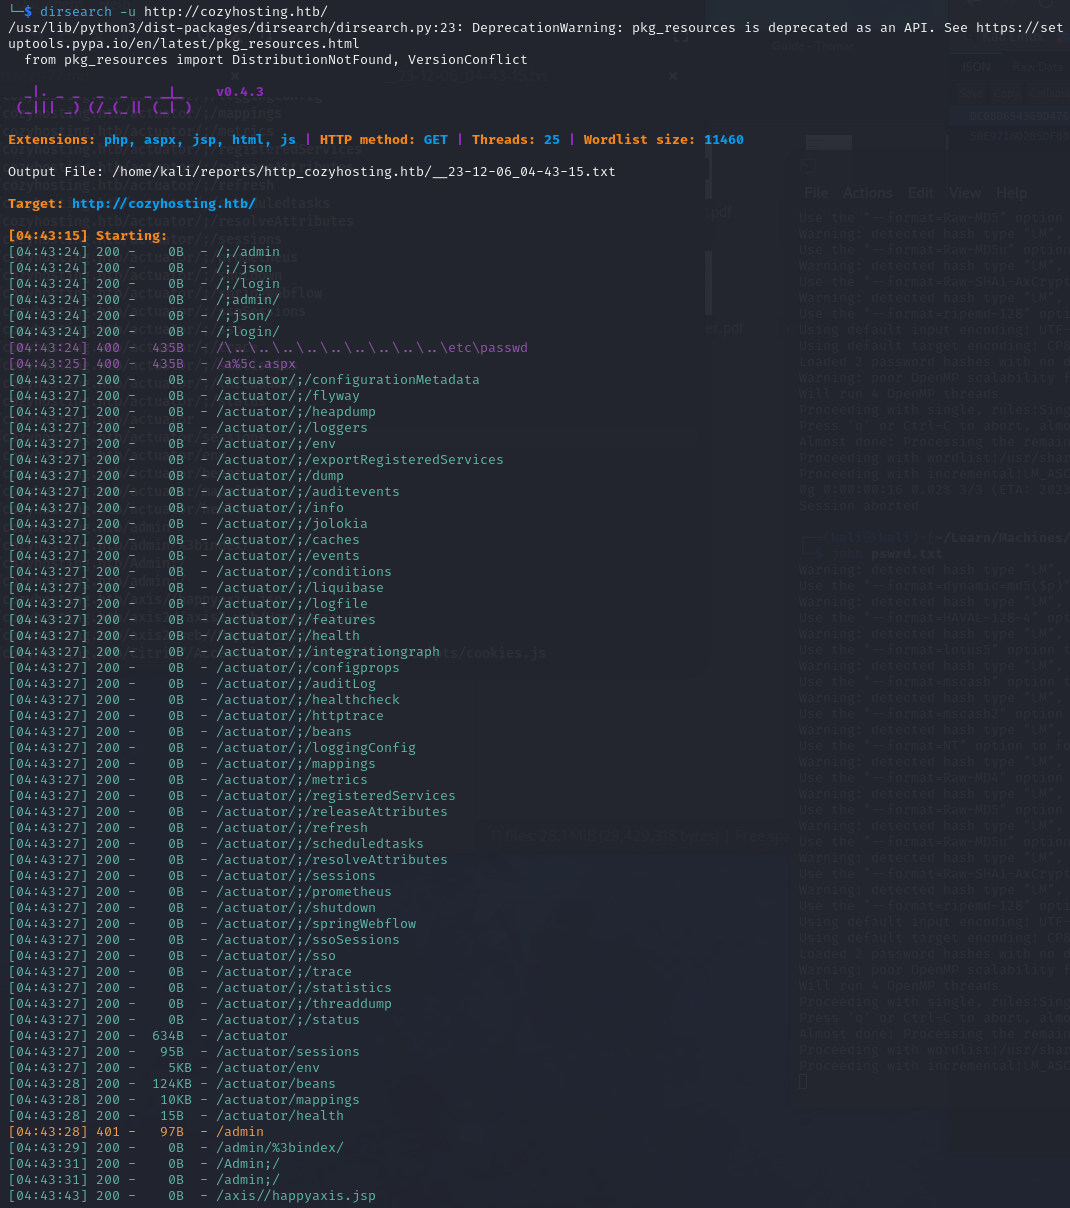 └─$ dirsearch -u http://cozyhosting.htb/
/usr/lib/python3/dist-packages/dirsearch/dirsearch.py:23: DeprecationWarning: pkg_resources is deprecated as an API. See https://set
uptools.pypa.io/en/latest/pkg_resources.html
  from pkg_resources import DistributionNotFound, VersionConflict
  _|. _ _  _  _  _ _|_    v0.4.3
 (_||| _) (/_(_|| (_| )
Extensions: php, aspx, jsp, html, js | HTTP method: GET | Threads: 25 | Wordlist size: 11460
Output File: /home/kali/reports/http_cozyhosting.htb/__23-12-06_04-43-15.txt
Target: http://cozyhosting.htb/
[04:43:15] Starting:
[04:43:24] 200 -    0B  - /;/admin
[04:43:24] 200 -    0B  - /;/json
[04:43:24] 200 -    0B  - /;/login
[04:43:24] 200 -    0B  - /;admin/
[04:43:24] 200 -    0B  - /;json/
[04:43:24] 200 -    0B  - /;login/
[04:43:24] 400 -  435B  - /\..\..\..\..\..\..\..\..\..\etc\passwd
[04:43:25] 400 -  435B  - /a%5c.aspx
[04:43:27] 200 -    0B  - /actuator/;/configurationMetadata
[04:43:27] 200 -    0B  - /actuator/;/flyway
[04:43:27] 200 -    0B  - /actuator/;/heapdump
[04:43:27] 200 -    0B  - /actuator/;/loggers
[04:43:27] 200 -    0B  - /actuator/;/env
[04:43:27] 200 -    0B  - /actuator/;/exportRegisteredServices
[04:43:27] 200 -    0B  - /actuator/;/dump
[04:43:27] 200 -    0B  - /actuator/;/auditevents
[04:43:27] 200 -    0B  - /actuator/;/info
[04:43:27] 200 -    0B  - /actuator/;/jolokia
[04:43:27] 200 -    0B  - /actuator/;/caches
[04:43:27] 200 -    0B  - /actuator/;/events
[04:43:27] 200 -    0B  - /actuator/;/conditions
[04:43:27] 200 -    0B  - /actuator/;/liquibase
[04:43:27] 200 -    0B  - /actuator/;/logfile
[04:43:27] 200 -    0B  - /actuator/;/features
[04:43:27] 200 -    0B  - /actuator/;/health
[04:43:27] 200 -    0B  - /actuator/;/integrationgraph
[04:43:27] 200 -    0B  - /actuator/;/configprops
[04:43:27] 200 -    0B  - /actuator/;/auditLog
[04:43:27] 200 -    0B  - /actuator/;/healthcheck
[04:43:27] 200 -    0B  - /actuator/;/httptrace
[04:43:27] 200 -    0B  - /actuator/;/beans
[04:43:27] 200 -    0B  - /actuator/;/loggingConfig
[04:43:27] 200 -    0B  - /actuator/;/mappings
[04:43:27] 200 -    0B  - /actuator/;/metrics
[04:43:27] 200 -    0B  - /actuator/;/registeredServices
[04:43:27] 200 -    0B  - /actuator/;/releaseAttributes
[04:43:27] 200 -    0B  - /actuator/;/refresh
[04:43:27] 200 -    0B  - /actuator/;/scheduledtasks
[04:43:27] 200 -    0B  - /actuator/;/resolveAttributes
[04:43:27] 200 -    0B  - /actuator/;/sessions
[04:43:27] 200 -    0B  - /actuator/;/prometheus
[04:43:27] 200 -    0B  - /actuator/;/shutdown
[04:43:27] 200 -    0B  - /actuator/;/springWebflow
[04:43:27] 200 -    0B  - /actuator/;/ssoSessions
[04:43:27] 200 -    0B  - /actuator/;/sso
[04:43:27] 200 -    0B  - /actuator/;/trace
[04:43:27] 200 -    0B  - /actuator/;/statistics
[04:43:27] 200 -    0B  - /actuator/;/threaddump
[04:43:27] 200 -    0B  - /actuator/;/status
[04:43:27] 200 -  634B  - /actuator
[04:43:27] 200 -   95B  - /actuator/sessions
[04:43:27] 200 -    5KB - /actuator/env
[04:43:28] 200 -  124KB - /actuator/beans
[04:43:28] 200 -   10KB - /actuator/mappings
[04:43:28] 200 -   15B  - /actuator/health
[04:43:28] 401 -   97B  - /admin
[04:43:29] 200 -    0B  - /admin/%3bindex/
[04:43:31] 200 -    0B  - /Admin;/
[04:43:31] 200 -    0B  - /admin;/
[04:43:43] 200 -    0B  - /axis//happyaxis.jsp